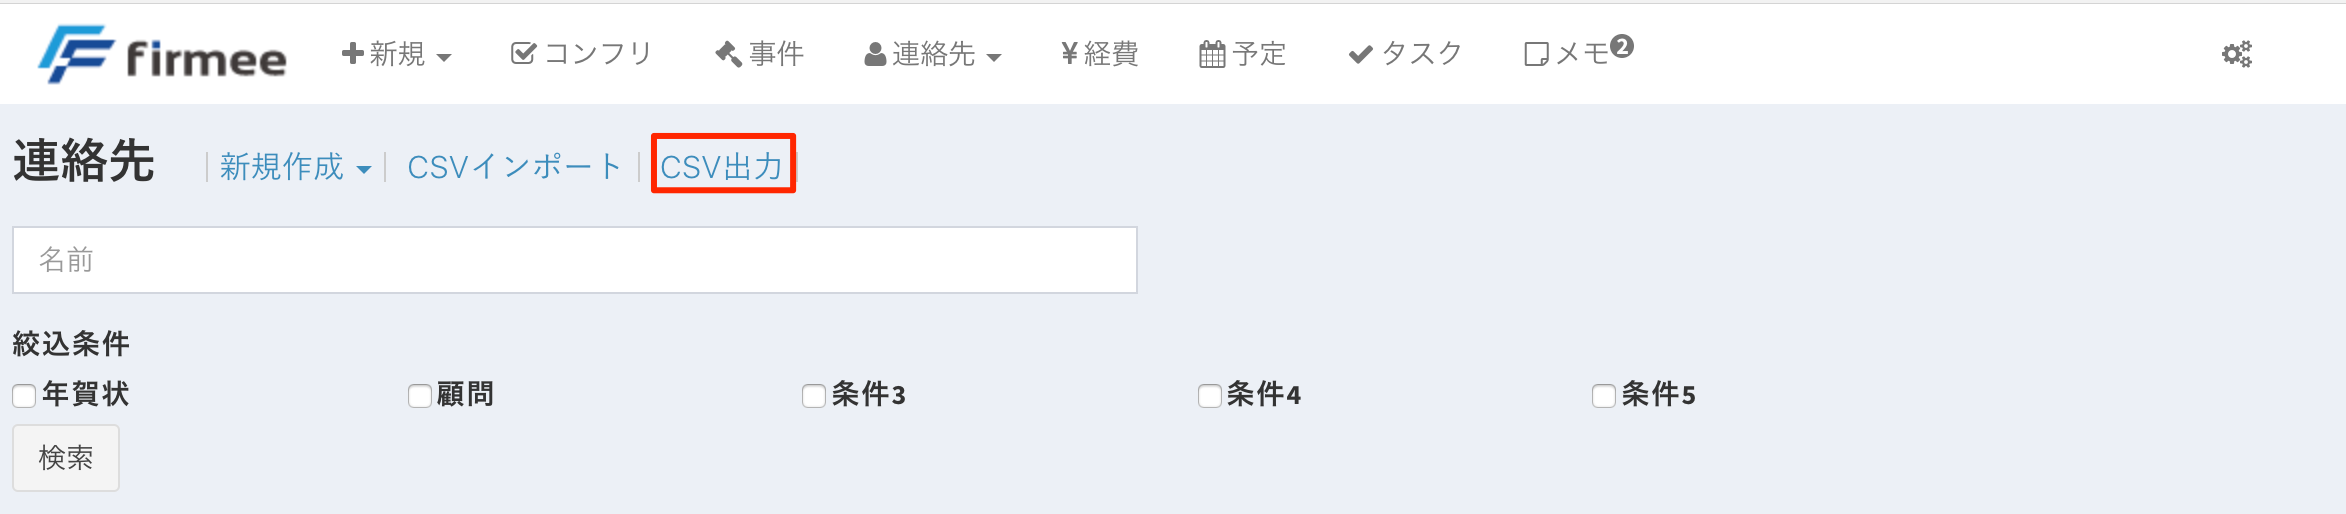 firmee 新規 コンフリ 事件 連絡先 ¥経費 予定 タスク メモ2
連絡先 新規作成 CSVインポート CSV出力
名前
絞込条件
年賀状 顧問 条件3 条件4 条件5
検索